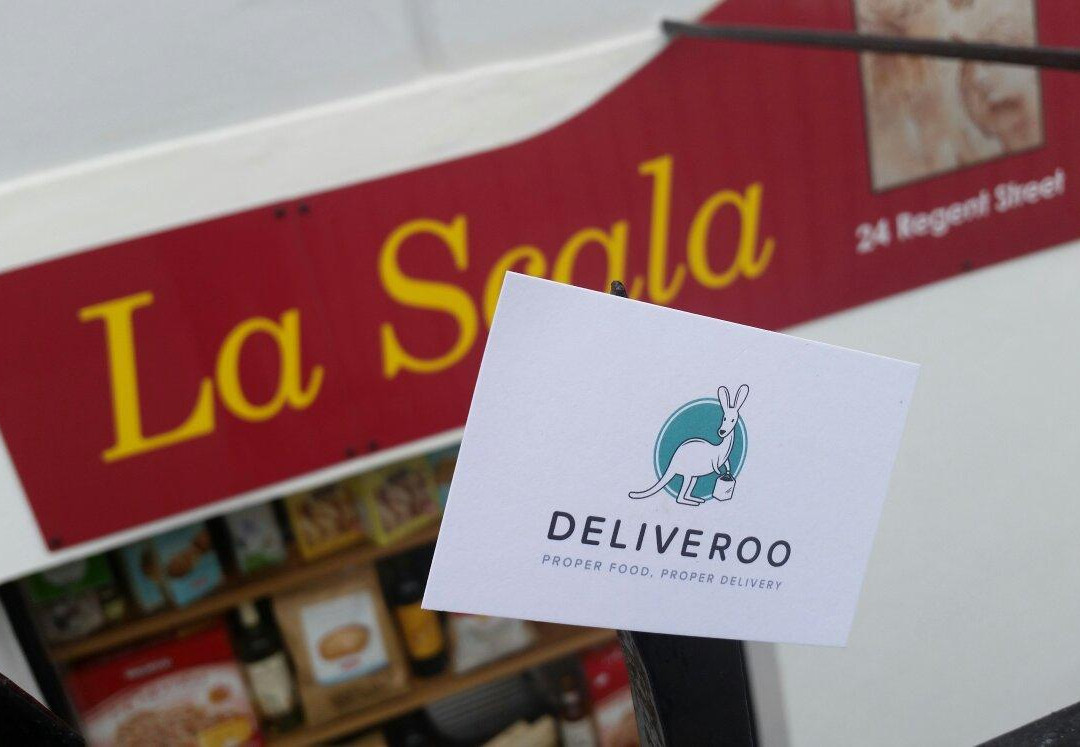 La Scala
24 Regent Street
DELIVEROO
PROPER FOOD, PROPER DELIVERY